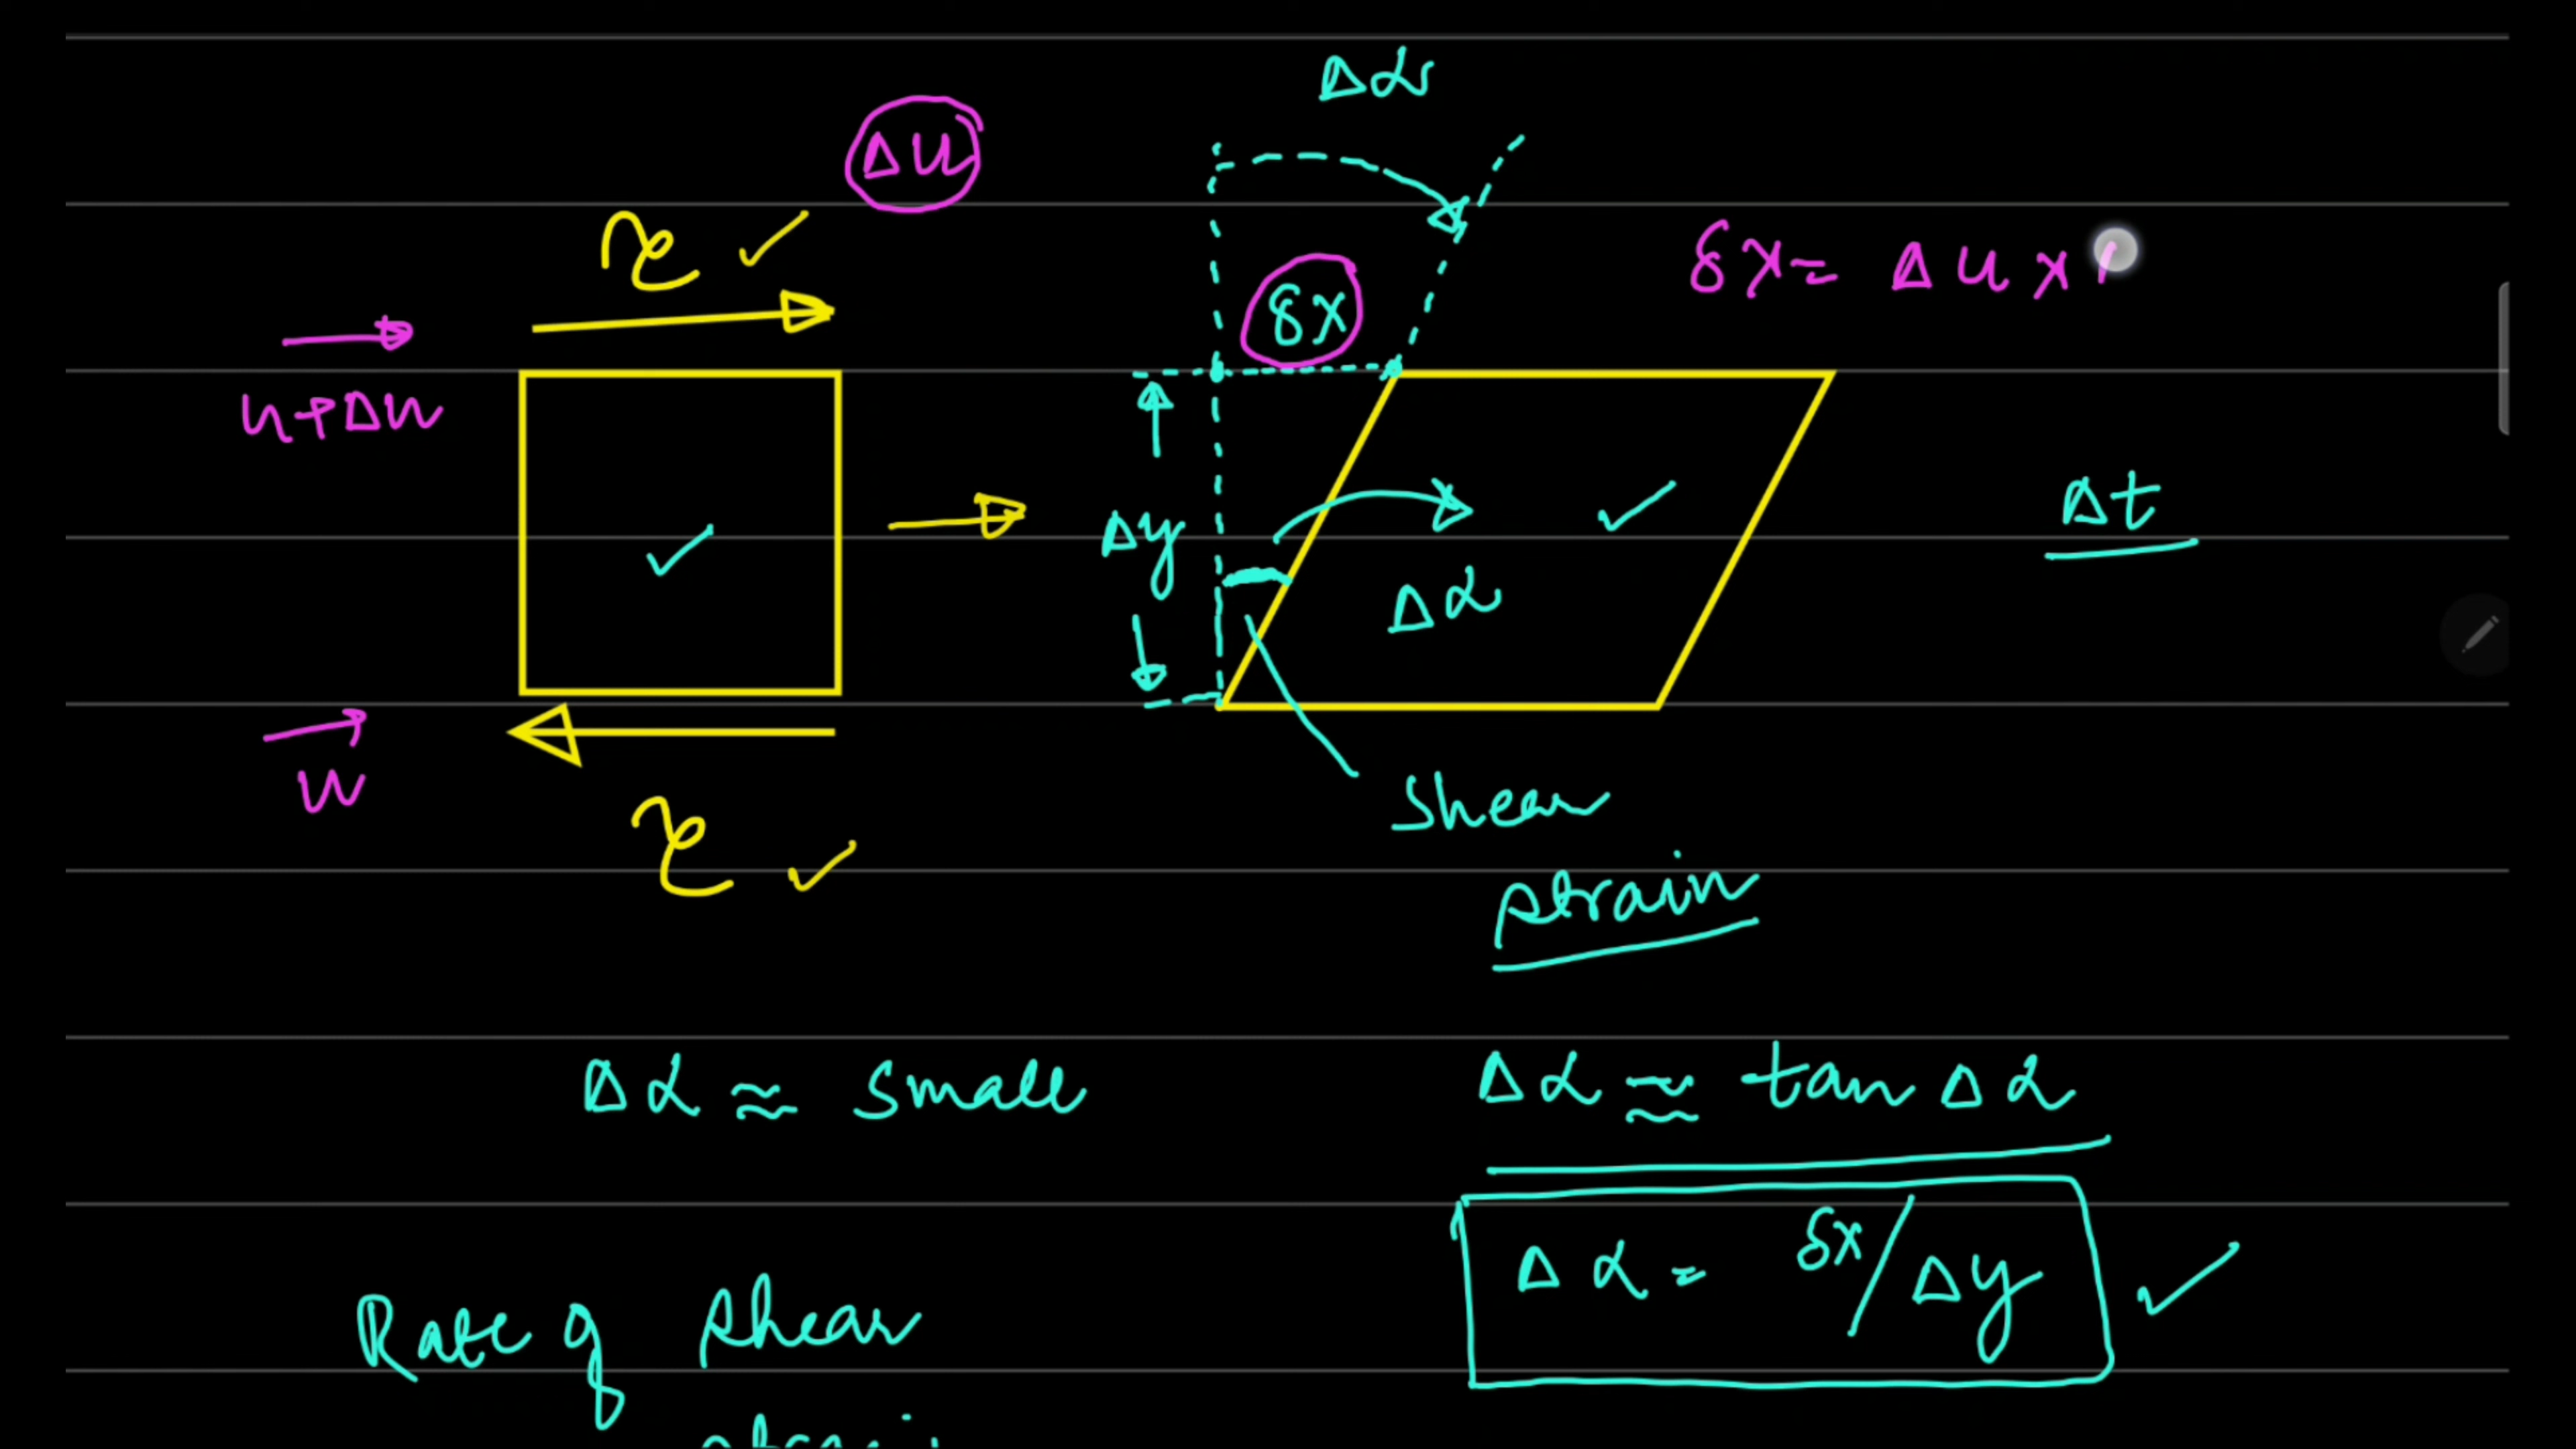 Δα
Δu
τ ✓
δx
δx = Δu x
u+Δu
Δy
Δt
Δα
u
τ ✓
shear
strain
Δα ≈ small
Δα ≈ tan Δα
Δα = δx/Δy ✓
Rate of shear
strain